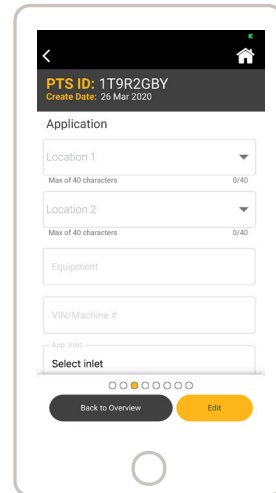 PTS ID: 1T9R2GBY
Create Date: 26 Mar 2020
Application
Location 1
Max of 40 characters 0/40
Location 2
Max of 40 characters 0/40
Equipment
VIN/Machine #
App. Inlet
Select inlet
Back to Overview Edit